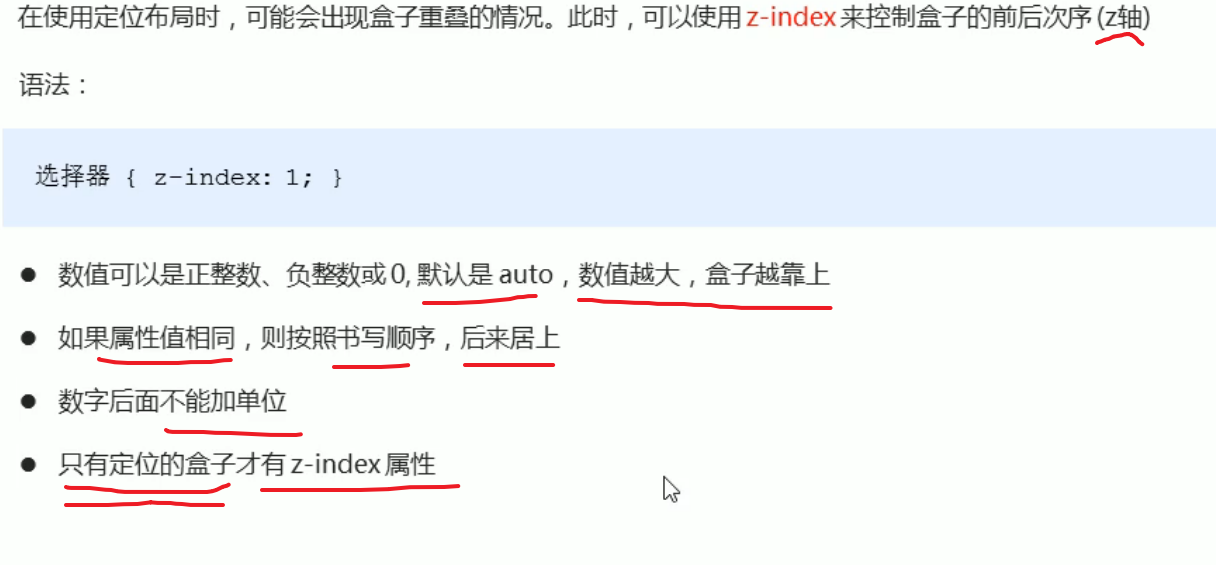 在使用定位布局时，可能会出现盒子重叠的情况。此时，可以使用 z-index 来控制盒子的前后次序 (z轴)
语法：
选择器 { z-index: 1; }
● 数值可以是正整数、负整数或 0, 默认是 auto，数值越大，盒子越靠上
● 如果属性值相同，则按照书写顺序，后来居上
● 数字后面不能加单位
● 只有定位的盒子才有 z-index 属性